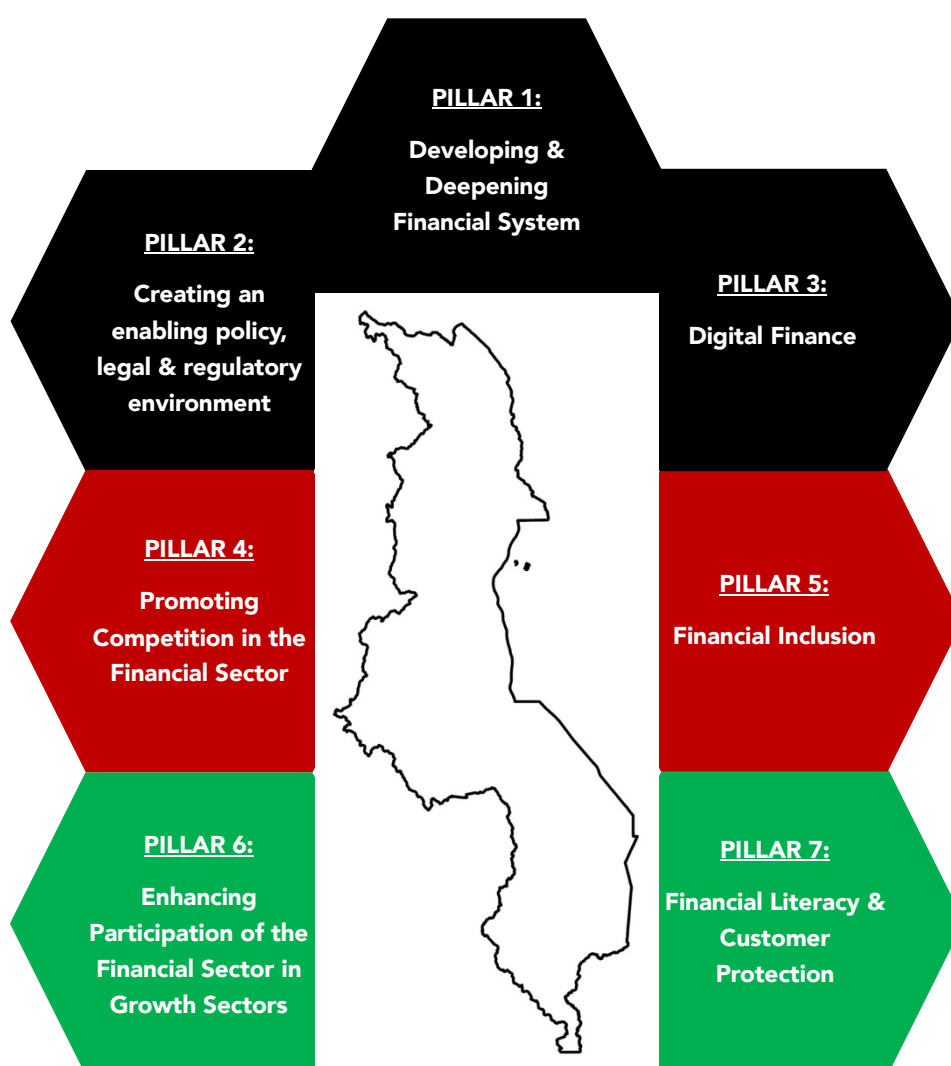 PILLAR 1:
Developing &
Deepening
Financial System
PILLAR 2:
Creating an
enabling policy,
legal & regulatory
environment
PILLAR 3:
Digital Finance
PILLAR 4:
Promoting
Competition in the
Financial Sector
PILLAR 5:
Financial Inclusion
PILLAR 6:
Enhancing
Participation of the
Financial Sector in
Growth Sectors
PILLAR 7:
Financial Literacy &
Customer
Protection